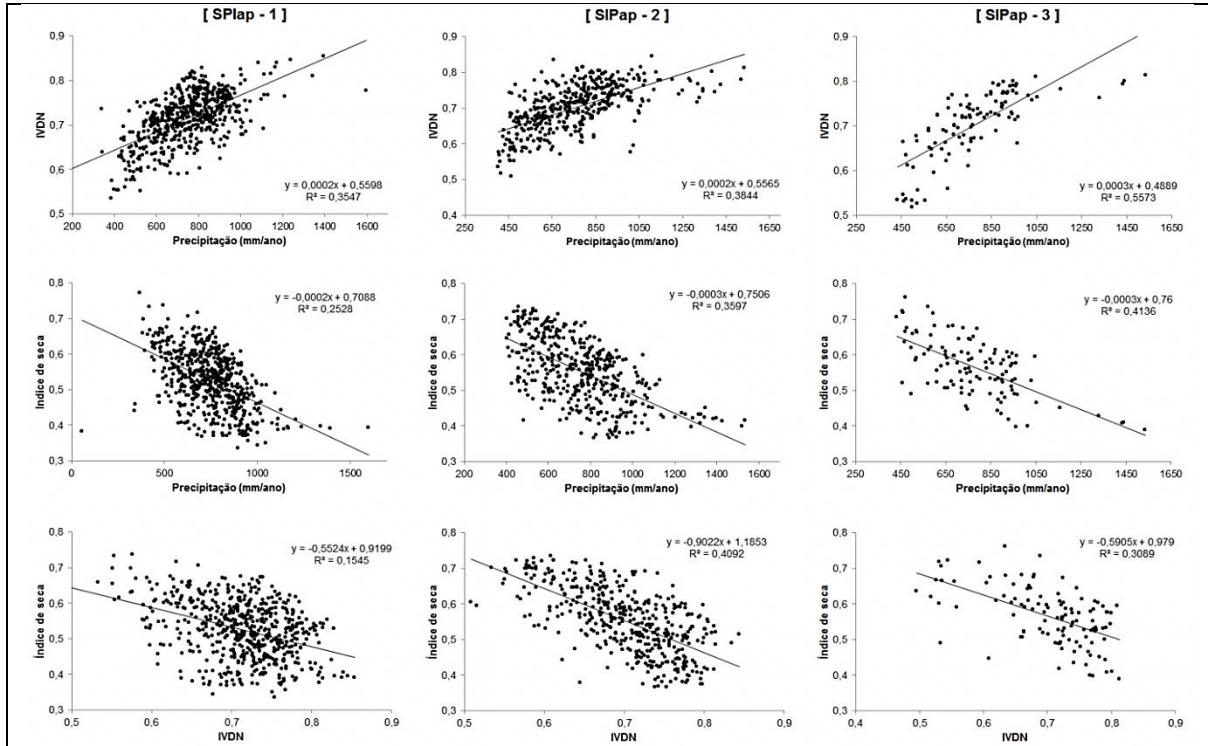 [ SPIap - 1 ]
[ SIPap - 2 ]
[ SIPap - 3 ]
0,9
0,8
0,7
0,6
0,5
IVDN
y = 0,0002x + 0,5598
R² = 0,3547
200 400 600 800 1000 1200 1400 1600
Precipitação (mm/ano)
0,9
0,8
0,7
0,6
0,5
0,4
IVDN
y = 0,0002x + 0,5565
R² = 0,3844
250 450 650 850 1050 1250 1450 1650
Precipitação (mm/ano)
0,9
0,8
0,7
0,6
0,5
IVDN
y = 0,0003x + 0,4889
R² = 0,5573
250 450 650 850 1050 1250 1450 1650
Precipitação (mm/ano)
0,8
0,7
0,6
0,5
0,4
0,3
Indice de seca
y = -0,0002x + 0,7088
R² = 0,2528
0 500 1000 1500
Precipitação (mm/ano)
0,8
0,7
0,6
0,5
0,4
0,3
Indice de seca
y = -0,0003x + 0,7506
R² = 0,3597
250 450 650 850 1050 1250 1450 1650
Precipitação (mm/ano)
0,8
0,7
0,6
0,5
0,4
0,3
Indice de seca
y = -0,0003x + 0,76
R² = 0,4136
250 450 650 850 1050 1250 1450 1650
Precipitação (mm/ano)
0,8
0,7
0,6
0,5
0,4
0,3
Índice de seca
y = -0,5524x + 0,9199
R² = 0,1545
0,5 0,6 0,7 0,8 0,9
IVDN
0,8
0,7
0,6
0,5
0,4
0,3
Índice de seca
y = -0,9022x + 1,1853
R² = 0,4092
0,5 0,6 0,7 0,8 0,9
IVDN
0,8
0,7
0,6
0,5
0,4
0,3
Índice de seca
y = -0,5905x + 0,979
R² = 0,3089
0,4 0,5 0,6 0,7 0,8 0,9
IVDN